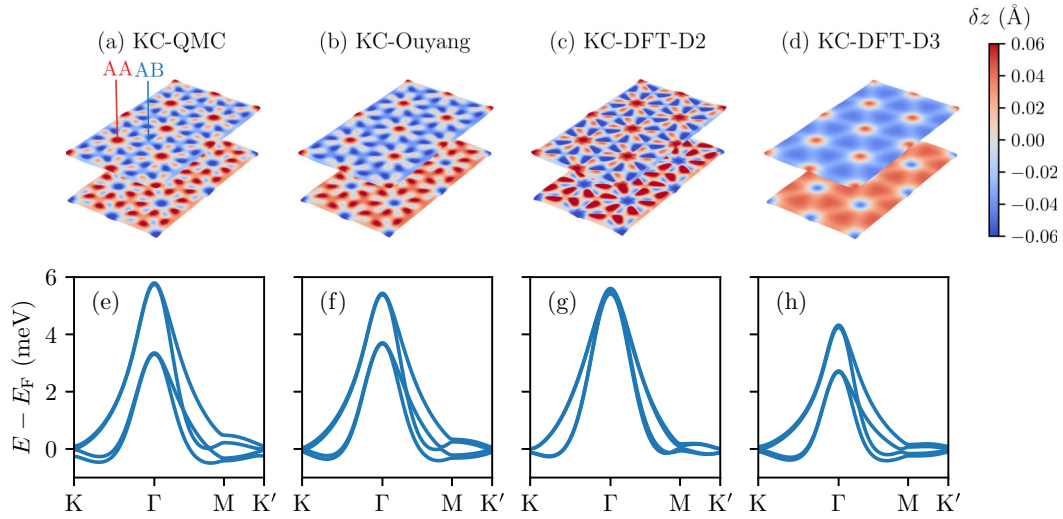 (a) KC-QMC
(b) KC-Ouyang
(c) KC-DFT-D2
(d) KC-DFT-D3
δz (Å)
AA AB
0.06
0.04
0.02
0.00
−0.02
−0.04
−0.06
E − E_F (meV)
6
4
2
0
(e)
(f)
(g)
(h)
K Γ M K′
K Γ M K′
K Γ M K′
K Γ M K′